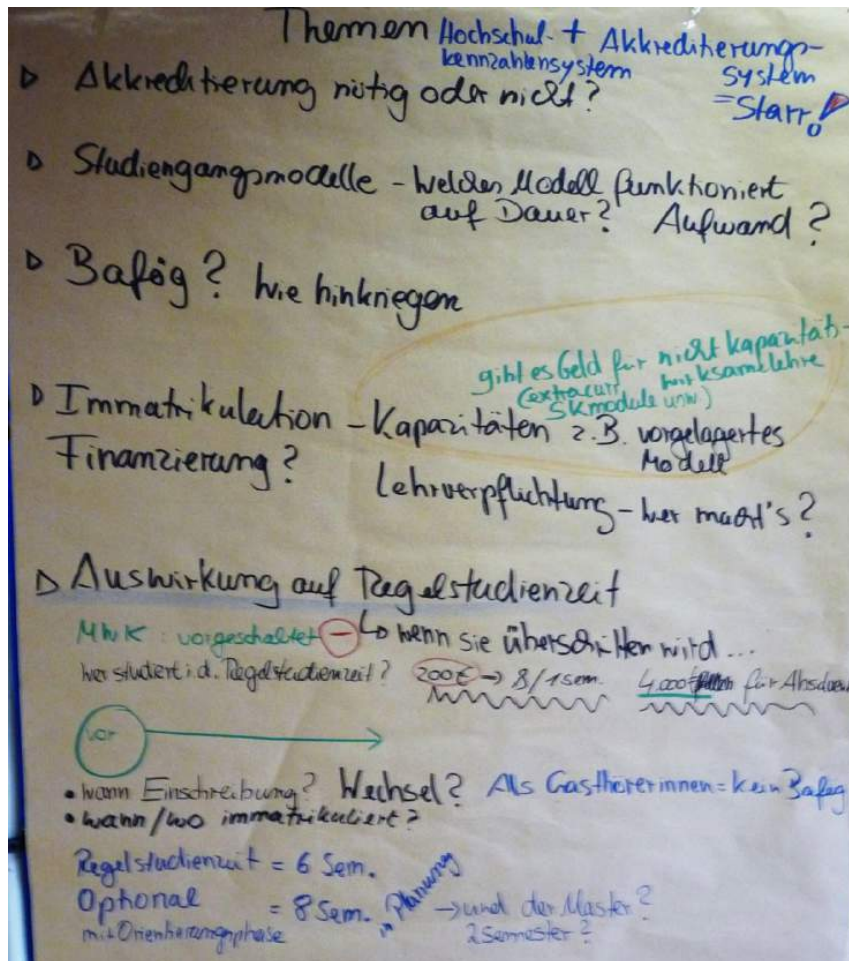 Themen Hochschul- + Akkreditierungs-
kennzahlensystem system
= Starr!
▷ Akkreditierung nötig oder nicht?
▷ Studiengangsmodelle - Welches Modell funktioniert
auf Dauer? Aufwand?
▷ Bafög? Wie hinkriegen
gibt es Geld für nicht kapazitäts-
(extracurr. wirksame Lehre
SKmodule usw.)
▷ Immatrikulation - Kapazitäten z.B. vorgelagertes
Finanzierung? Modell
Lehrverpflichtung - wer macht's?
▷ Auswirkung auf Regelstudienzeit
MWK: vorgeschaltet - ↳ wenn sie überschritten wird...
wer studiert i.d. Regelstudienzeit? 200€ → 8/1 Sem. 4.000 für
vor
• wann Einschreibung? Wechsel? Als Gasthörerinnen = kein Bafög
• wann/wo immatrikuliert?
Regelstudienzeit = 6 Sem.
Optional = 8 Sem. Planung → und der Master?
mit Orientierungsphase 2 Semester?